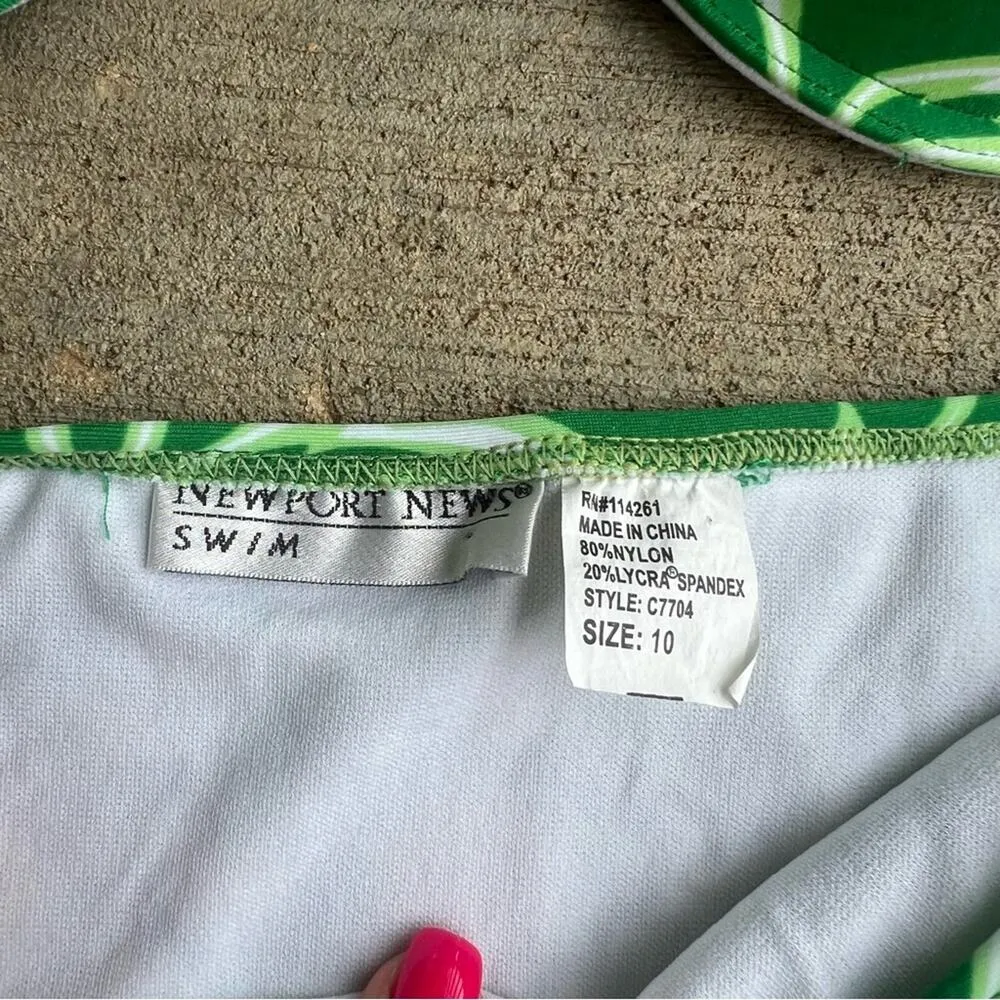 NEWPORT NEWS®
SWIM
RN#114261
MADE IN CHINA
80%NYLON
20%LYCRA®SPANDEX
STYLE: C7704
SIZE: 10